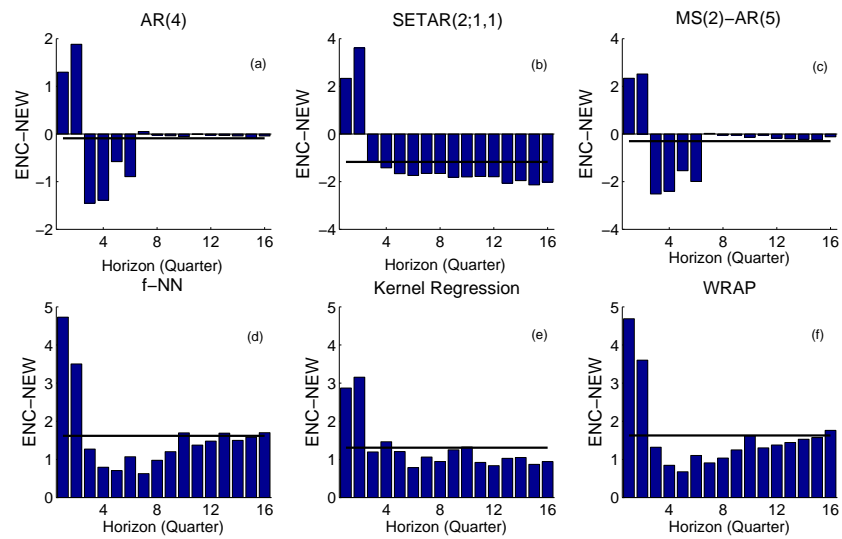 AR(4)
SETAR(2;1,1)
MS(2)−AR(5)
2
1
0
−1
−2
ENC−NEW
(a)
4 8 12 16
Horizon (Quarter)
4
2
0
−2
−4
ENC−NEW
(b)
4 8 12 16
Horizon (Quarter)
4
2
0
−2
−4
ENC−NEW
(c)
4 8 12 16
Horizon (Quarter)
f−NN
Kernel Regression
WRAP
5
4
3
2
1
0
ENC−NEW
(d)
4 8 12 16
Horizon (Quarter)
5
4
3
2
1
0
ENC−NEW
(e)
4 8 12 16
Horizon (Quarter)
5
4
3
2
1
0
ENC−NEW
(f)
4 8 12 16
Horizon (Quarter)